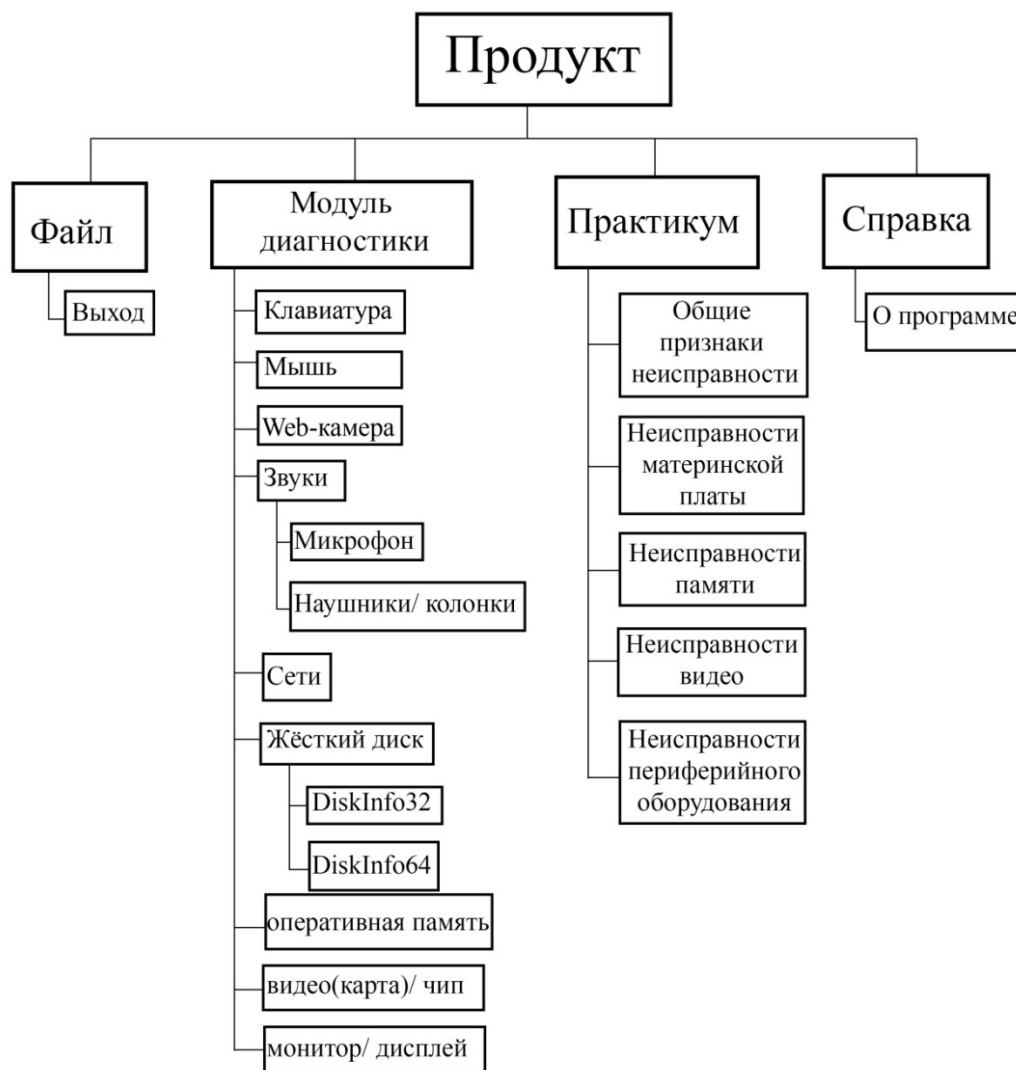 Продукт
Файл
Выход
Модуль
диагностики
Клавиатура
Мышь
Web-камера
Звуки
Микрофон
Наушники/ колонки
Сети
Жёсткий диск
DiskInfo32
DiskInfo64
оперативная память
видео(карта)/ чип
монитор/ дисплей
Практикум
Общие
признаки
неисправности
Неисправности
материнской
платы
Неисправности
памяти
Неисправности
видео
Неисправности
периферийного
оборудования
Справка
О программе